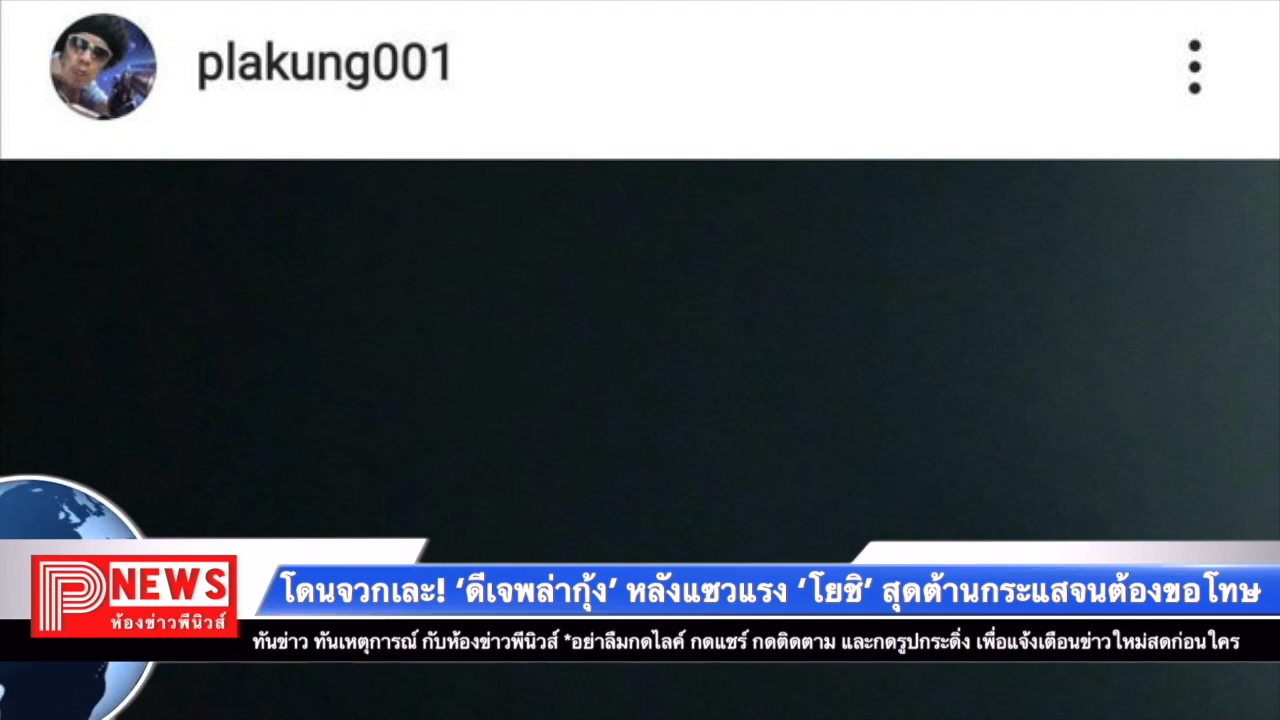 plakung001
โดนจวกเละ! ‘ดีเจพล่ากุ้ง’ หลังแซวแรง ‘โยชิ’ สุดต้านกระแสจนต้องขอโทษ
P NEWS
ห้องข่าวพีนิวส์
ทันข่าว ทันเหตุการณ์ กับห้องข่าวพีนิวส์ *อย่าลืมกดไลค์ กดแชร์ กดติดตาม และกดรูปกระดิ่ง เพื่อแจ้งเตือนข่าวใหม่สดก่อนใคร